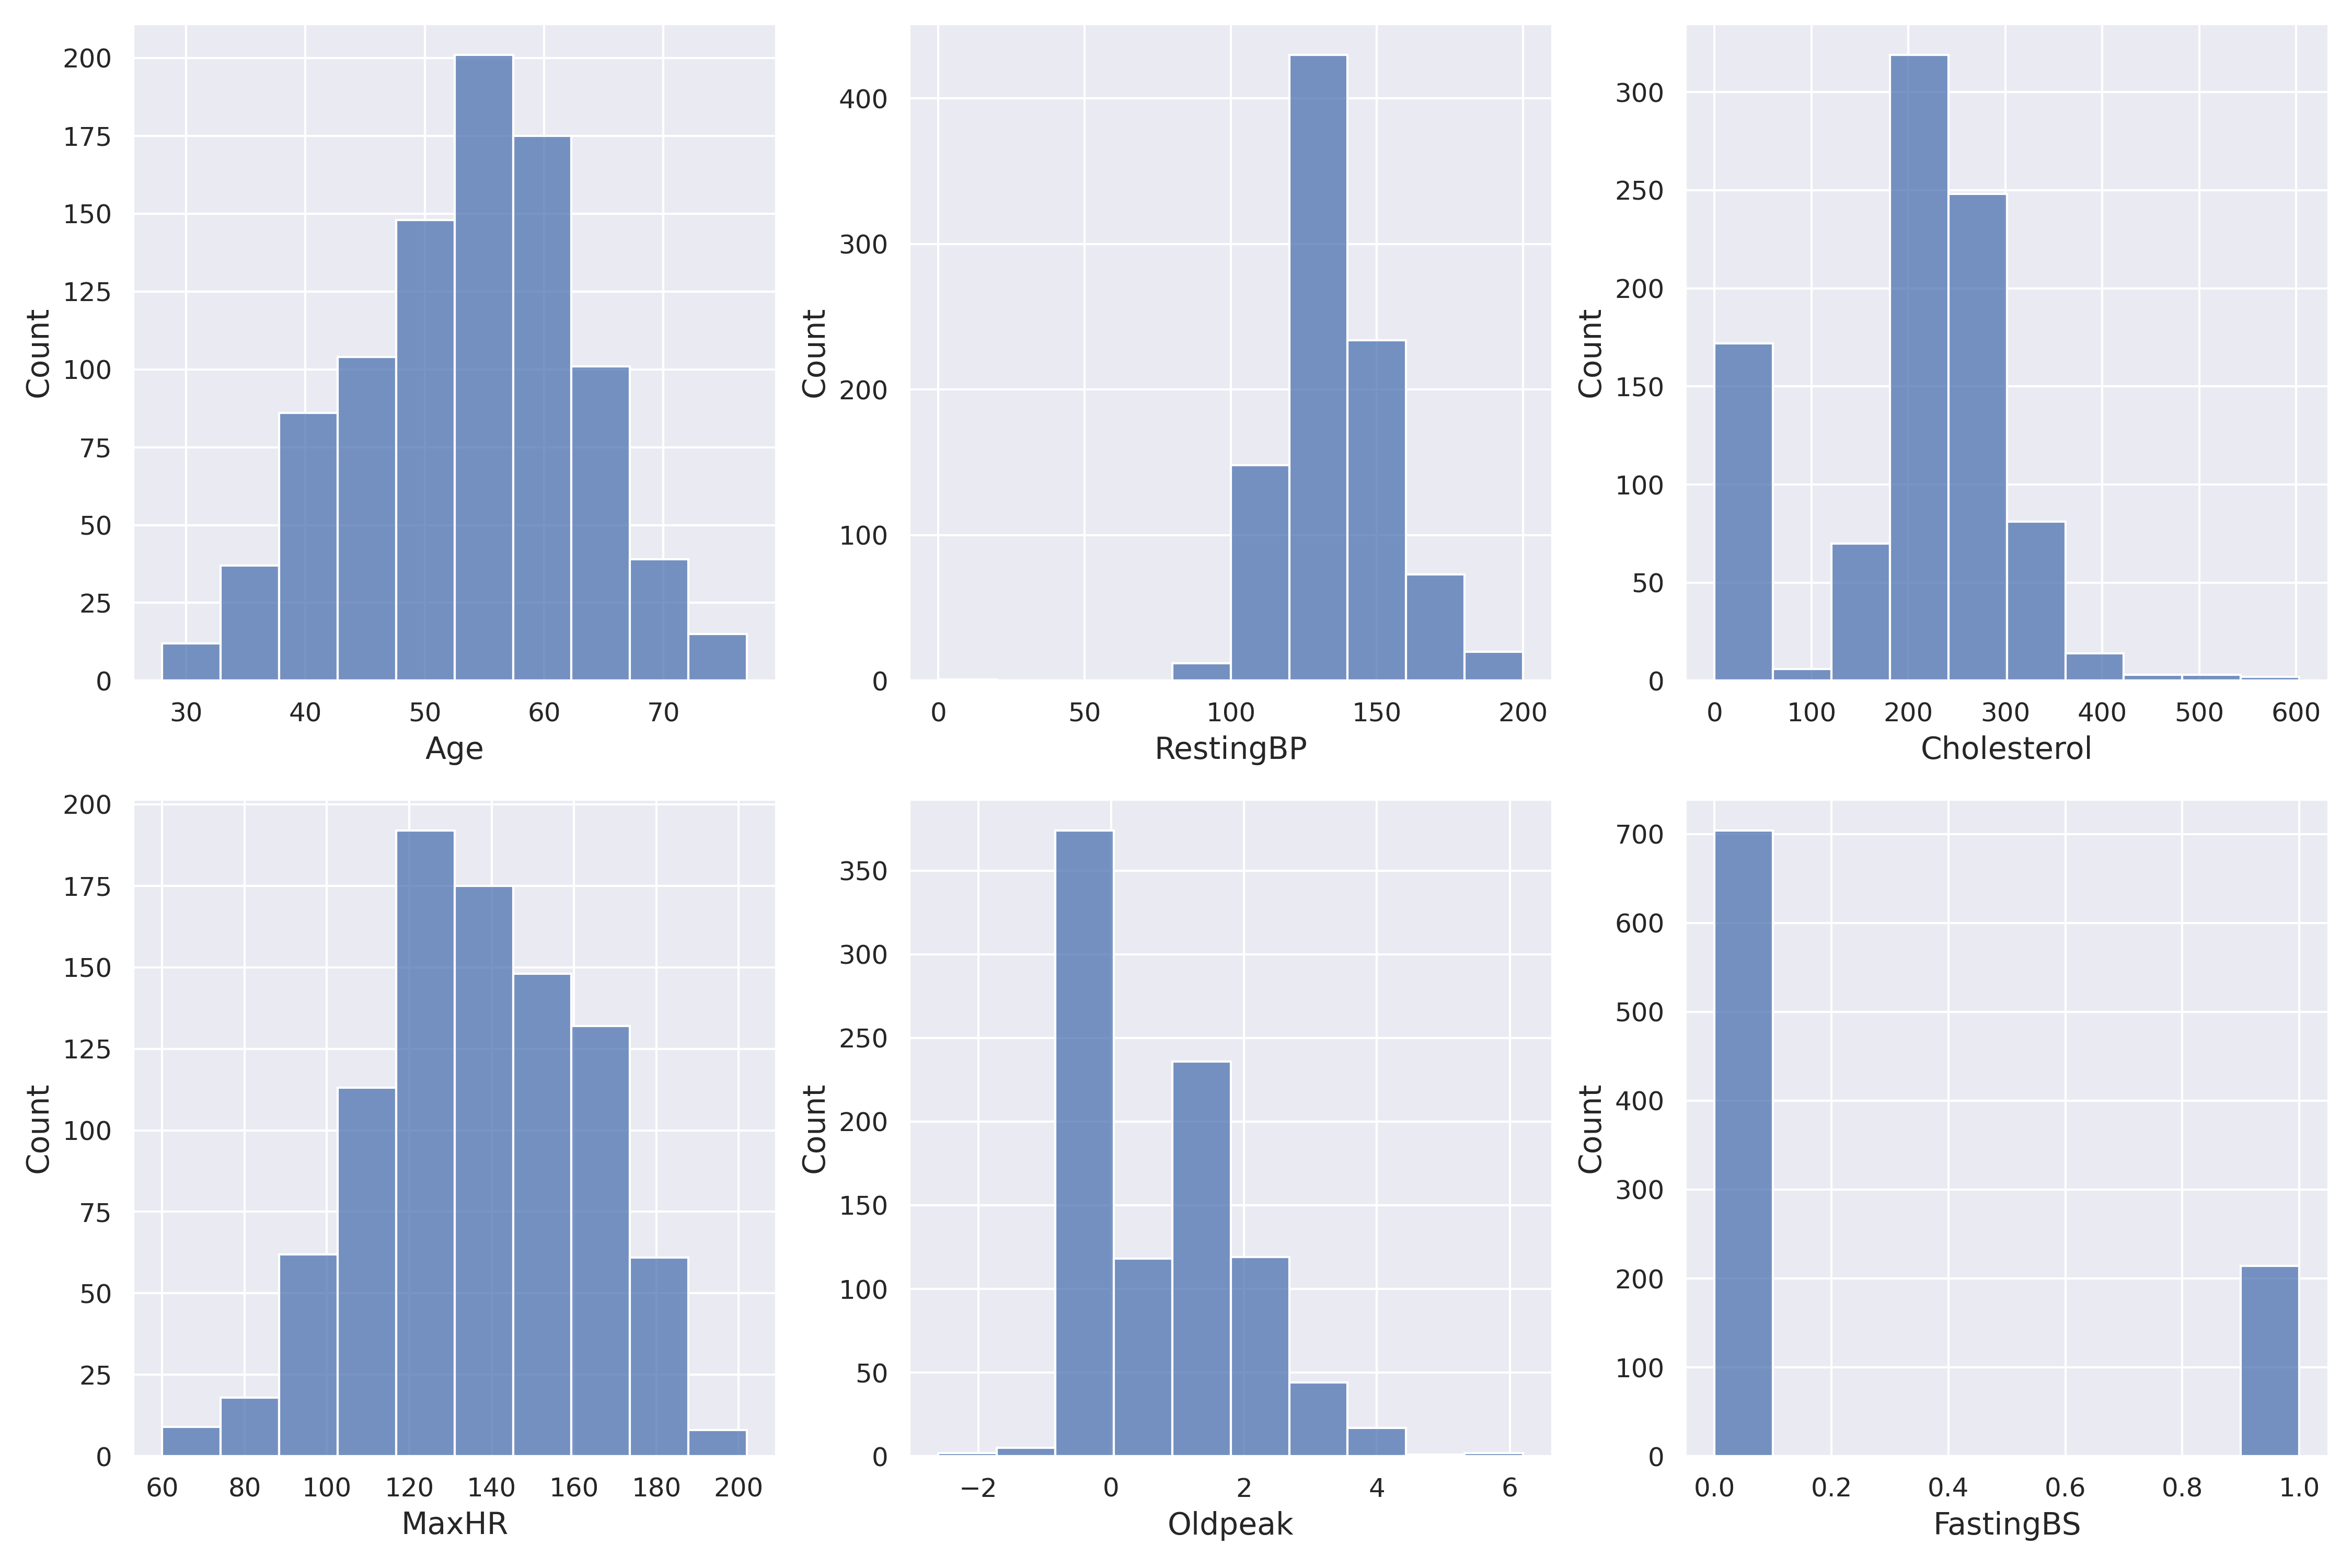 200
175
150
125
100
75
50
25
0
Count
30 40 50 60 70
Age
400
300
200
100
0
Count
0 50 100 150 200
RestingBP
300
250
200
150
100
50
0
Count
0 100 200 300 400 500 600
Cholesterol
200
175
150
125
100
75
50
25
0
Count
60 80 100 120 140 160 180 200
MaxHR
350
300
250
200
150
100
50
0
Count
−2 0 2 4 6
Oldpeak
700
600
500
400
300
200
100
0
Count
0.0 0.2 0.4 0.6 0.8 1.0
FastingBS